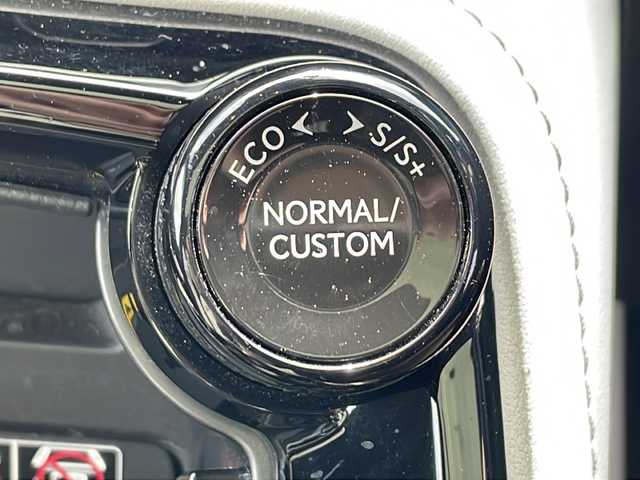 ECO < > S/S+
NORMAL/
CUSTOM